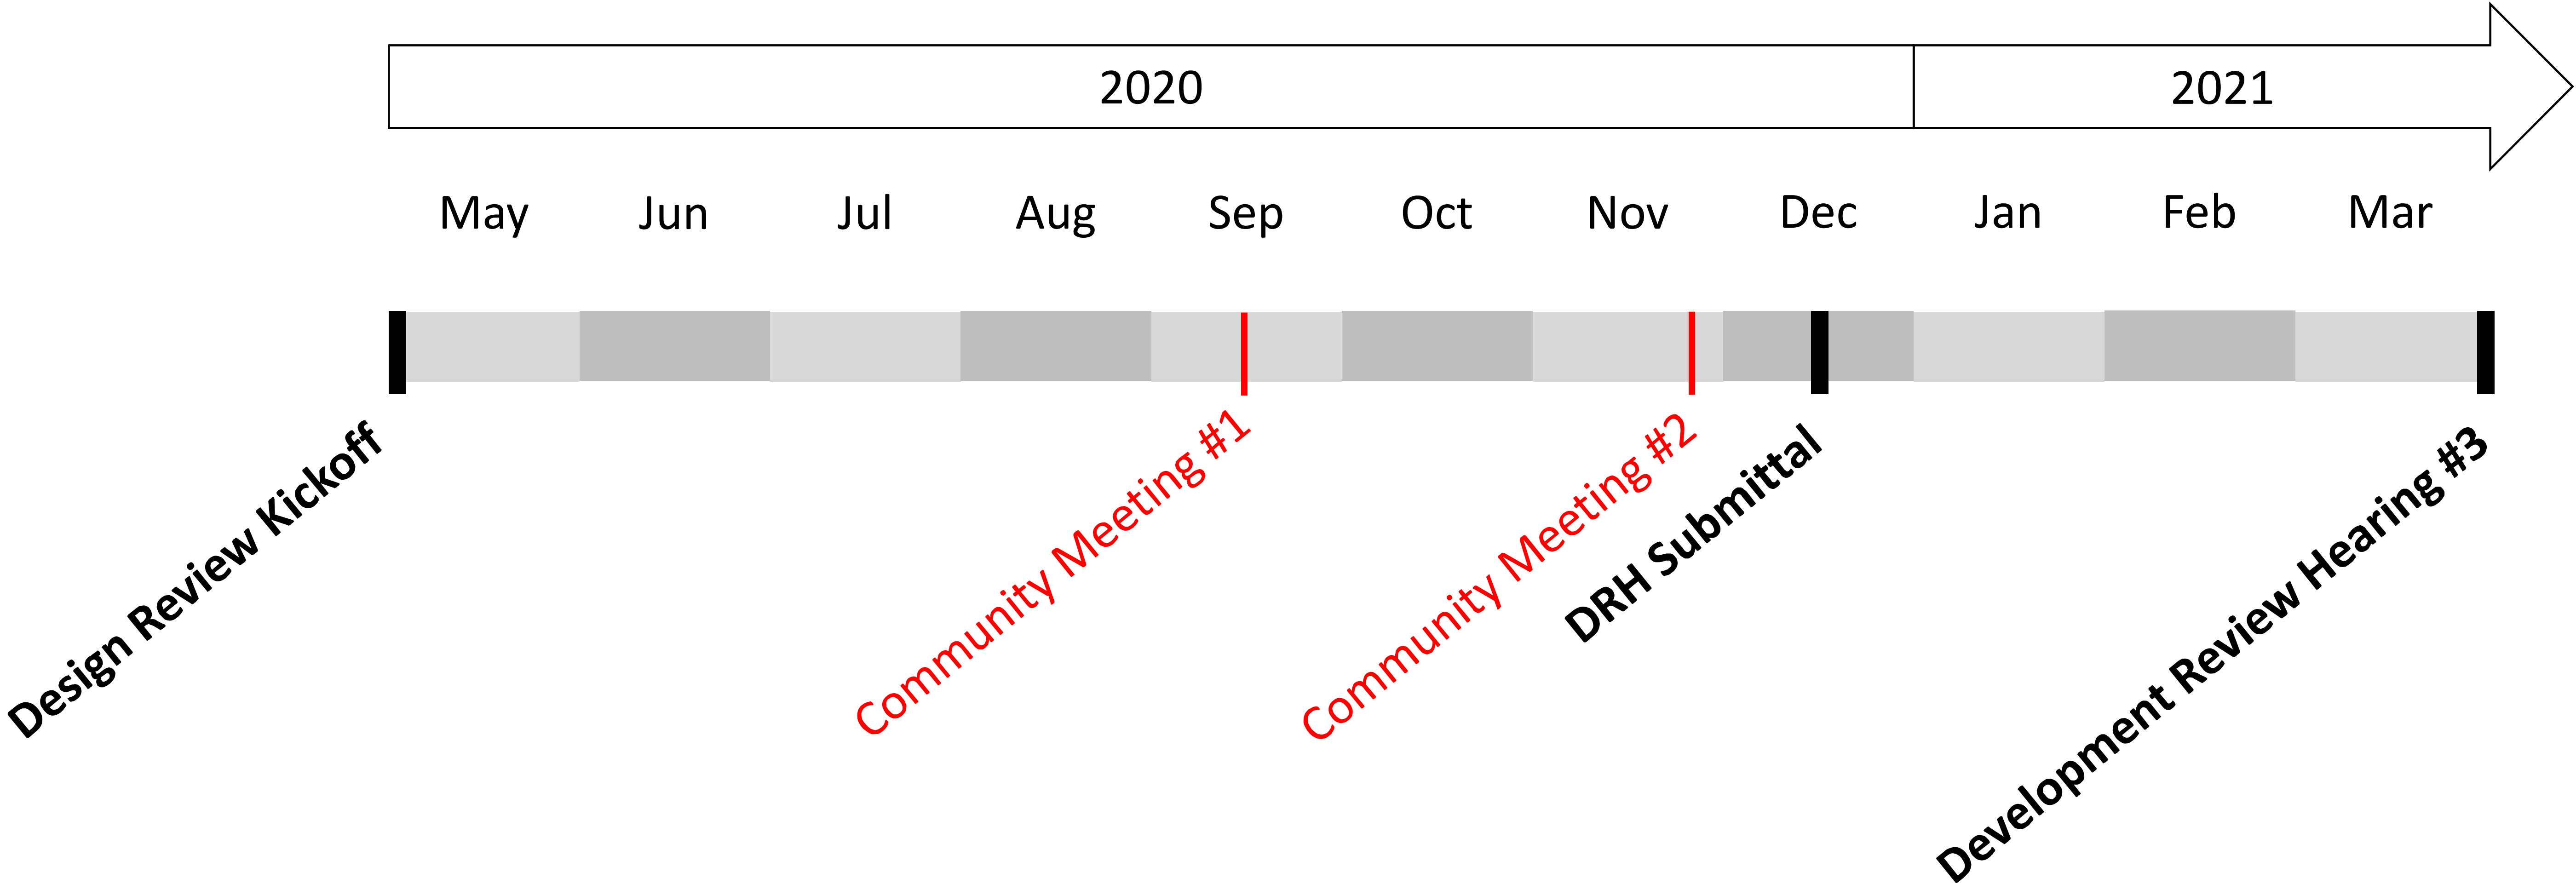 2020 2021
May Jun Jul Aug Sep Oct Nov Dec Jan Feb Mar
Design Review Kickoff
Community Meeting #1
Community Meeting #2
DRH Submittal
Development Review Hearing #3